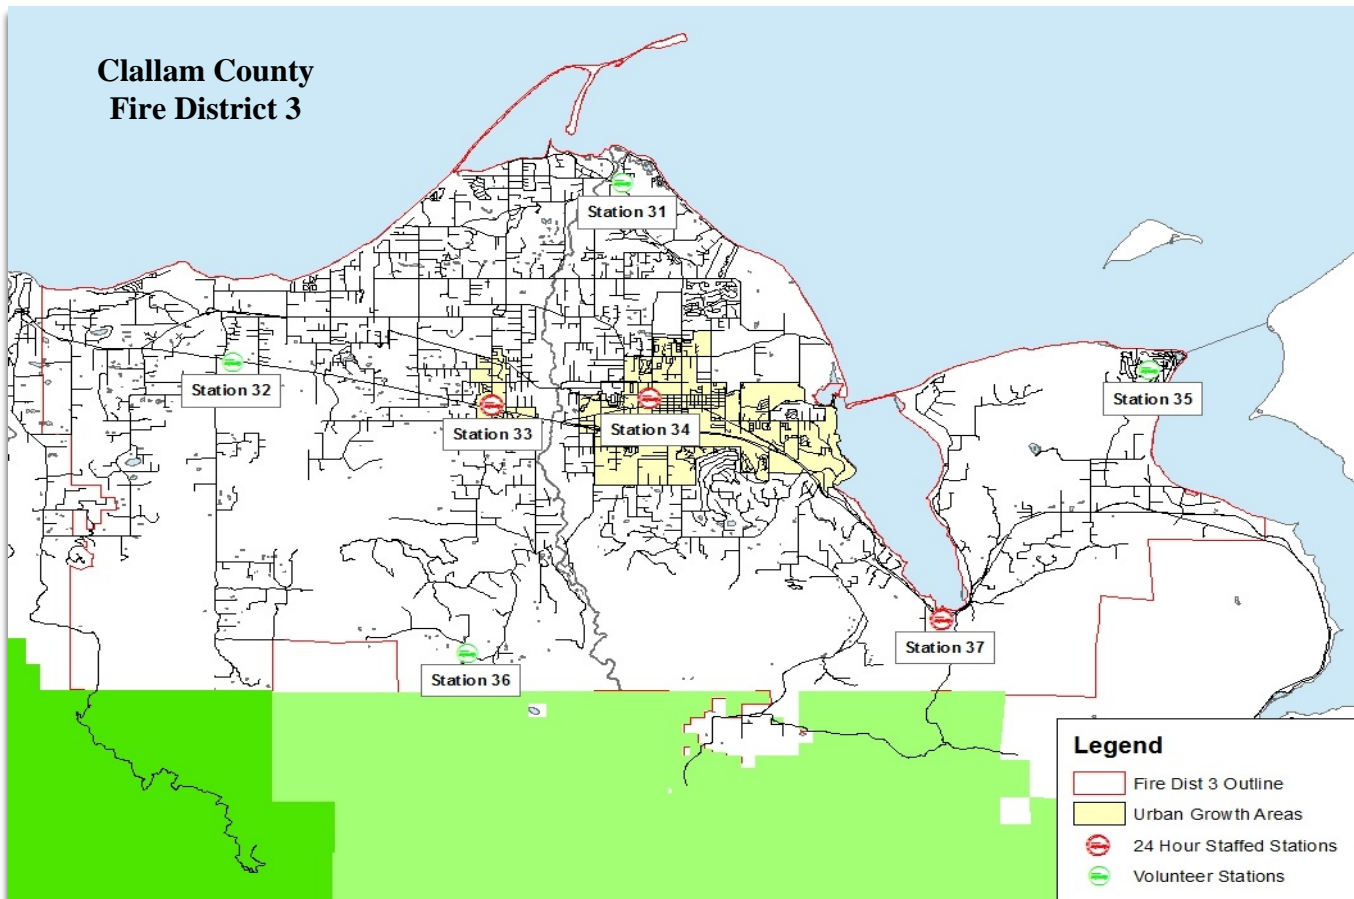 Clallam County
Fire District 3
Station 31
Station 32
Station 33
Station 34
Station 35
Station 36
Station 37
Legend
Fire Dist 3 Outline
Urban Growth Areas
24 Hour Staffed Stations
Volunteer Stations